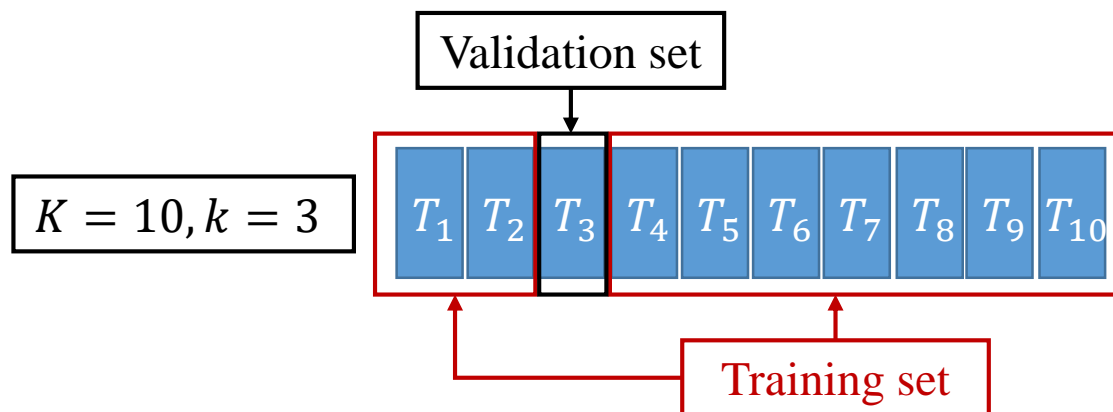 Validation set
K = 10, k = 3
T₁ T₂ T₃ T₄ T₅ T₆ T₇ T₈ T₉ T₁₀
Training set